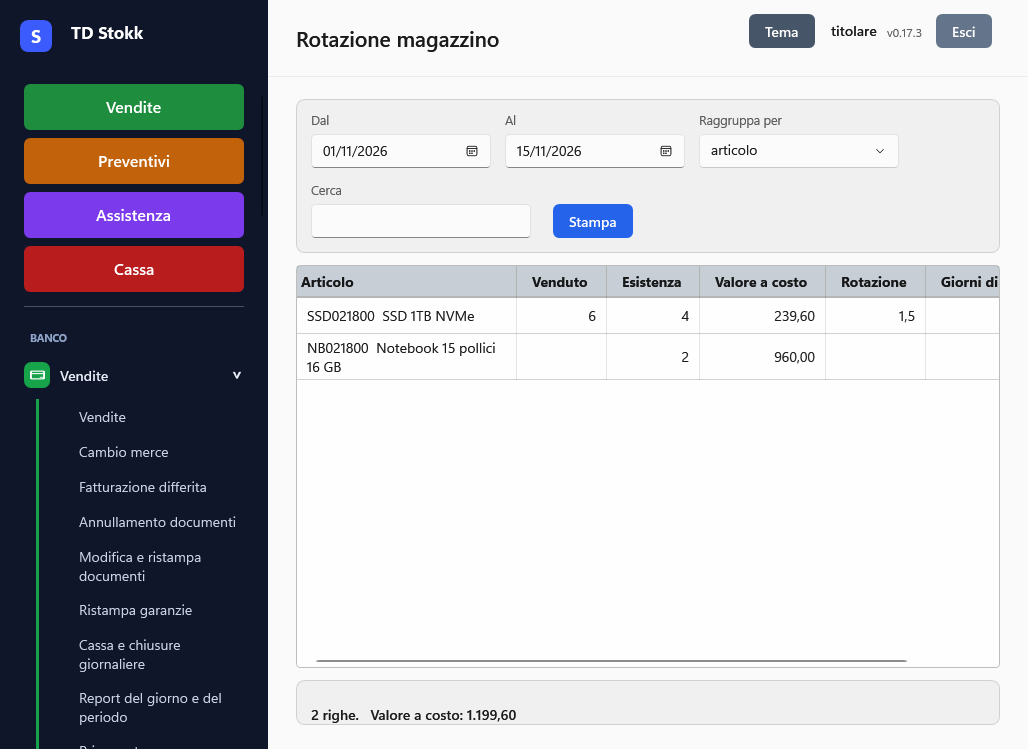 S TD Stokk
Vendite
Preventivi
Assistenza
Cassa
BANCO
Vendite
Vendite
Cambio merce
Fatturazione differita
Annullamento documenti
Modifica e ristampa
documenti
Ristampa garanzie
Cassa e chiusure
giornaliere
Report del giorno e del
periodo
Rotazione magazzino
Tema titolare v0.17.3 Esci
Dal Al Raggruppa per
01/11/2026 15/11/2026 articolo
Cerca
Stampa
Articolo Venduto Esistenza Valore a costo Rotazione Giorni di
SSD021800 SSD 1TB NVMe 6 4 239,60 1,5
NB021800 Notebook 15 pollici
16 GB 2 960,00
2 righe. Valore a costo: 1.199,60